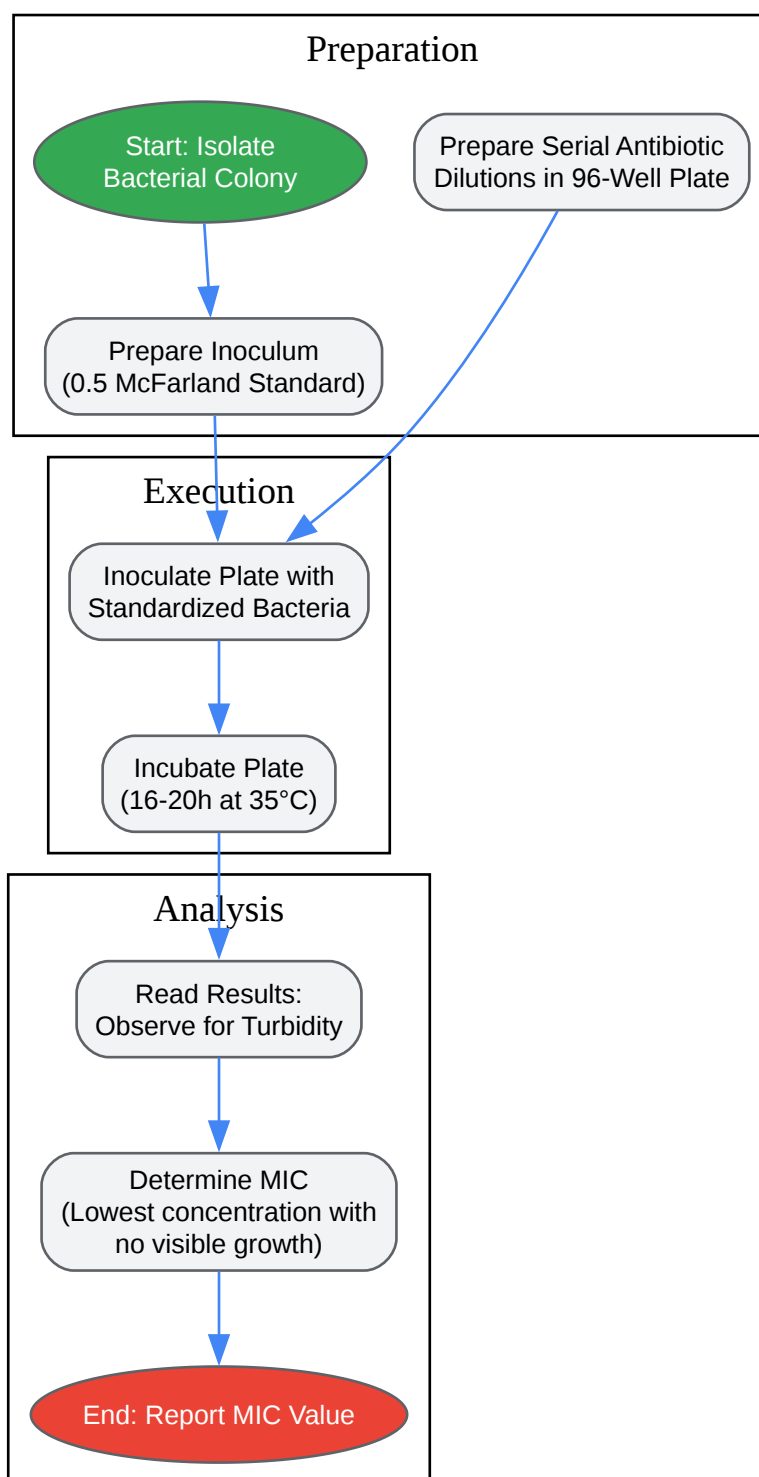 Preparation
Start: Isolate
Bacterial Colony
Prepare Serial Antibiotic
Dilutions in 96-Well Plate
Prepare Inoculum
(0.5 McFarland Standard)
Execution
Inoculate Plate with
Standardized Bacteria
Incubate Plate
(16-20h at 35°C)
Analysis
Read Results:
Observe for Turbidity
Determine MIC
(Lowest concentration with
no visible growth)
End: Report MIC Value